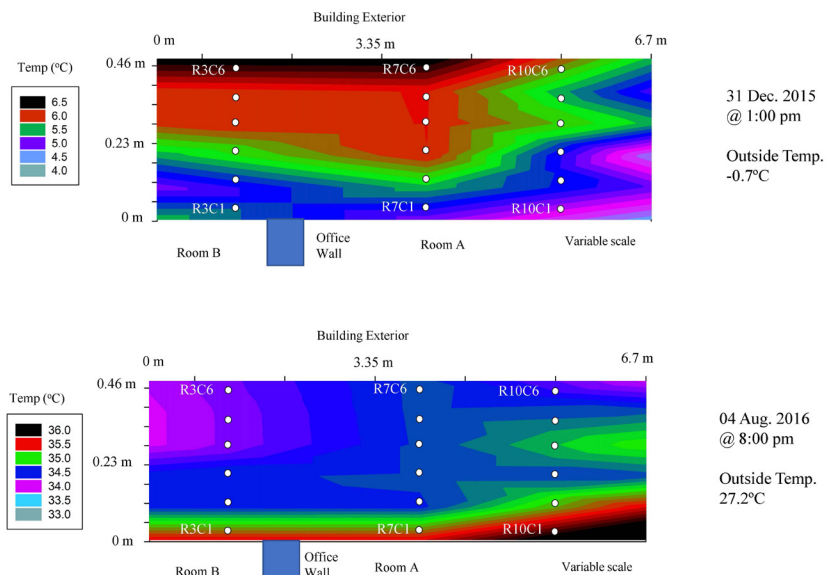 Building Exterior
0 m 3.35 m 6.7 m
Temp (°C)
6.5
6.0
5.5
5.0
4.5
4.0
0.46 m
0.23 m
0 m
R3C6 R7C6 R10C6
R3C1 R7C1 R10C1
Room B
Office
Wall
Room A
Variable scale
31 Dec. 2015
@ 1:00 pm
Outside Temp.
-0.7°C
Building Exterior
0 m 3.35 m 6.7 m
Temp (°C)
36.0
35.5
35.0
34.5
34.0
33.5
33.0
0.46 m
0.23 m
0 m
R3C6 R7C6 R10C6
R3C1 R7C1 R10C1
Room B
Office
Wall
Room A
Variable scale
04 Aug. 2016
@ 8:00 pm
Outside Temp.
27.2°C